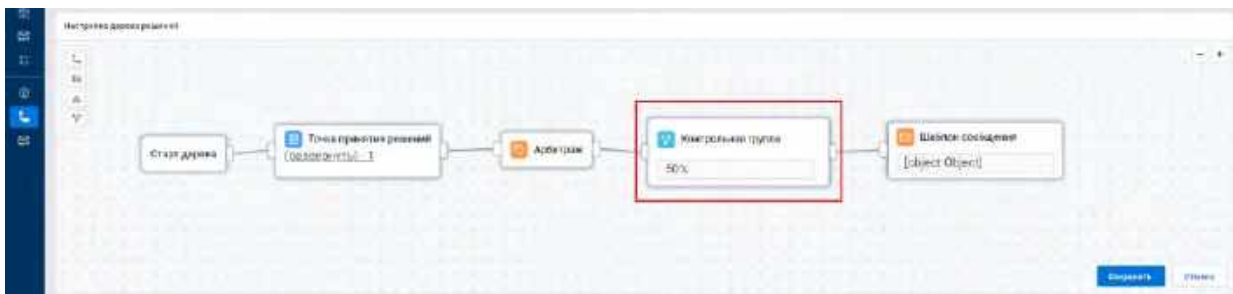 Настройка дерева решений
Старт дерева
Точка принятия решений
(развернуть) 1
Арбитраж
Контрольная группа
50%
Шаблон сообщения
[object Object]
Сохранить
Отмена